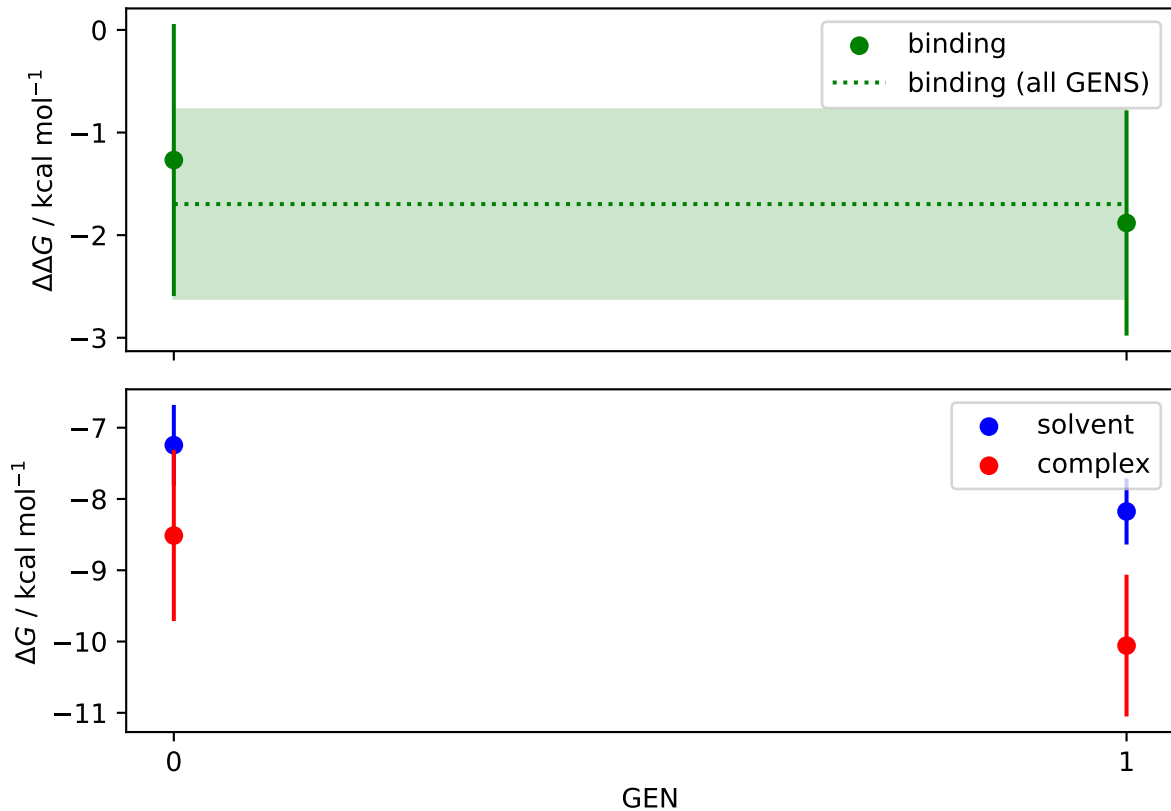 0
−1
−2
−3
ΔΔG / kcal mol⁻¹
binding
binding (all GENS)
−7
−8
−9
−10
−11
ΔG / kcal mol⁻¹
solvent
complex
0
1
GEN